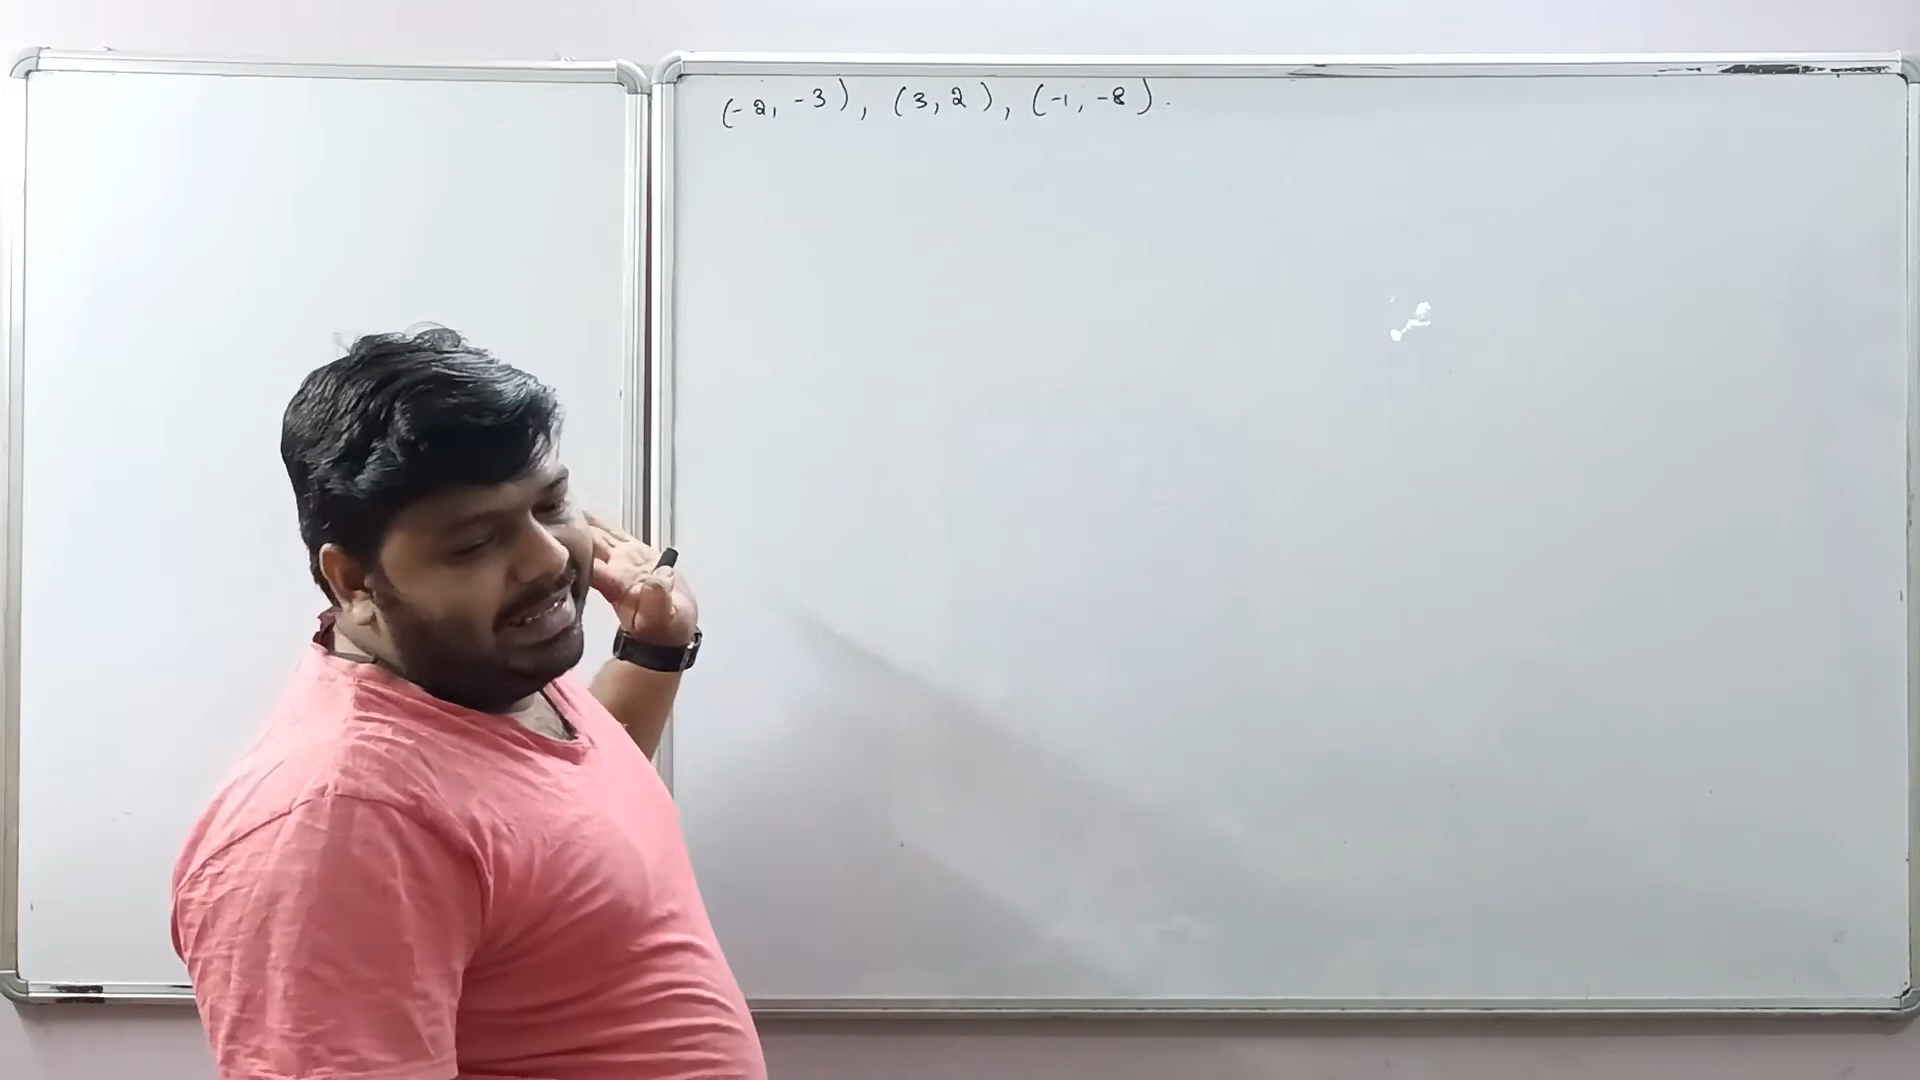 (-2, -3), (3, 2), (-1, -8).